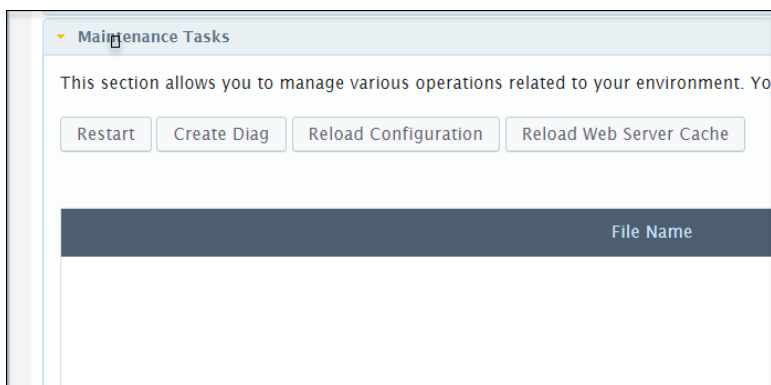 Maintenance Tasks
This section allows you to manage various operations related to your environment. Yo
Restart Create Diag Reload Configuration Reload Web Server Cache
File Name